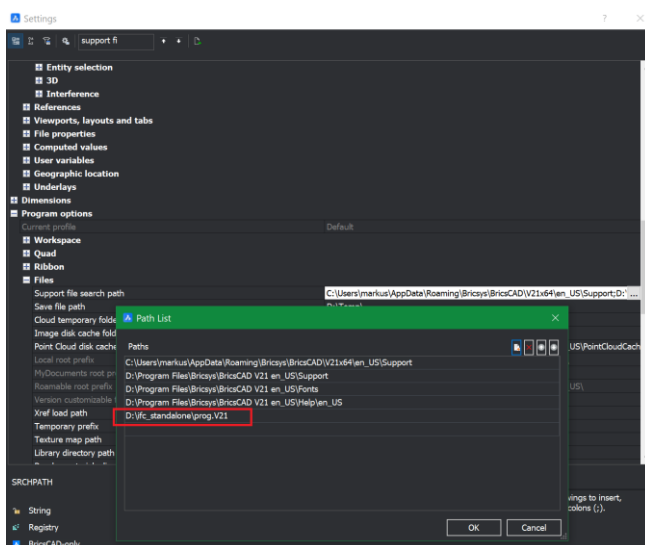 Settings
support fi
Entity selection
3D
Interference
References
Viewports, layouts and tabs
File properties
Computed values
User variables
Geographic location
Underlays
Dimensions
Program options
Current profile Default
Workspace
Quad
Ribbon
Files
Support file search path C:\Users\markus\AppData\Roaming\Bricsys\BricsCAD\V21x64\en_US\Support;D:\ ...
Save file path D:\Temp\
Cloud temporary folde
Image disk cache fold
Point Cloud disk cache US\PointCloudCach
Local root prefix
MyDocuments root pr
Roamable root prefix US\
Version customizable
Xref load path
Temporary prefix
Texture map path
Library directory path
Path List
Paths
C:\Users\markus\AppData\Roaming\Bricsys\BricsCAD\V21x64\en_US\Support
D:\Program Files\Bricsys\BricsCAD V21 en_US\Support
D:\Program Files\Bricsys\BricsCAD V21 en_US\Fonts
D:\Program Files\Bricsys\BricsCAD V21 en_US\Help\en_US
D:\ifc_standalone\prog.V21
OK Cancel
SRCHPATH
wings to insert,
colons (;).
String
Registry
BricsCAD-only